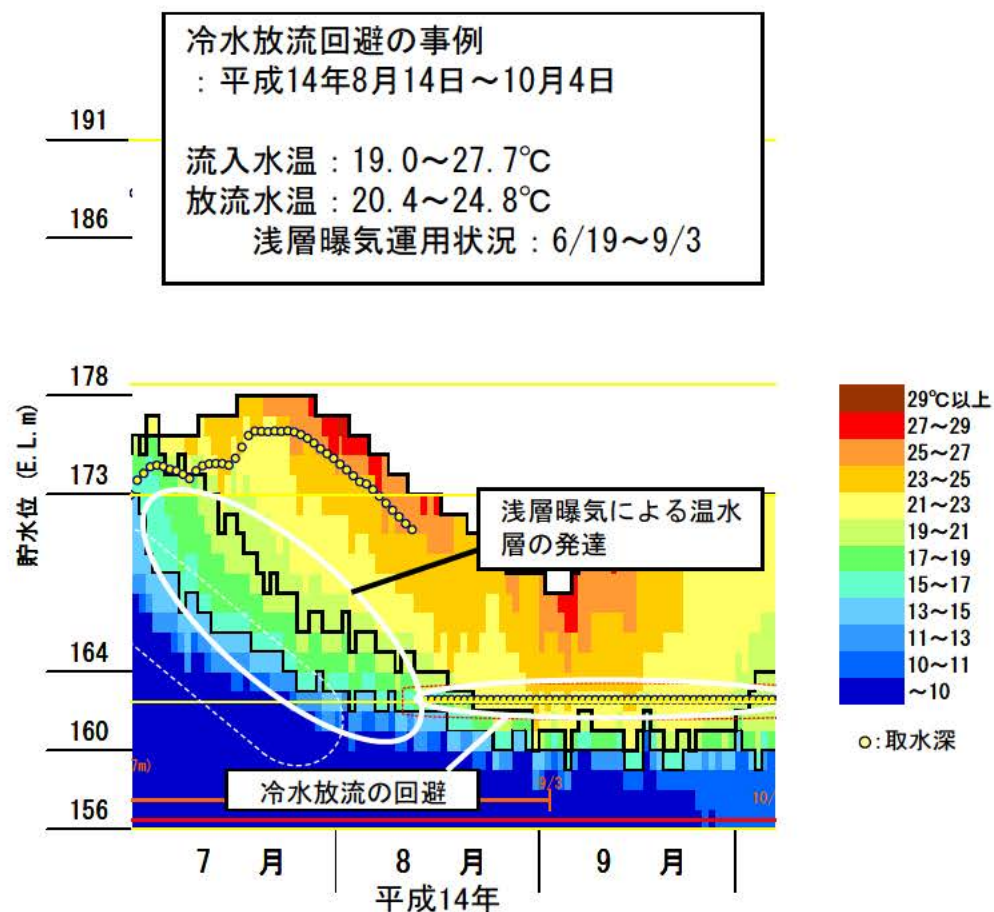 冷水放流回避の事例
：平成14年8月14日～10月4日
流入水温：19.0～27.7℃
放流水温：20.4～24.8℃
浅層曝気運用状況：6/19～9/3
191
186
178
173
164
160
156
貯水位 (E.L.m)
浅層曝気による温水
層の発達
冷水放流の回避
7m)
9/3
10/
29℃以上
27～29
25～27
23～25
21～23
19～21
17～19
15～17
13～15
11～13
10～11
～10
○:取水深
7 月
8 月
9 月
平成14年